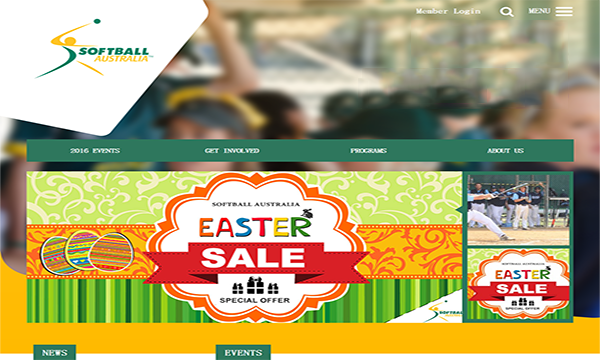 Member Login MENU
SOFTBALL
AUSTRALIA
2016 EVENTS GET INVOLVED PROGRAMS ABOUT US
SOFTBALL AUSTRALIA
EASTER
SALE
SPECIAL OFFER
SOFTBALL
SOFTBALL AUSTRALIA
EASTER
SALE
SPECIAL OFFER
NEWS EVENTS